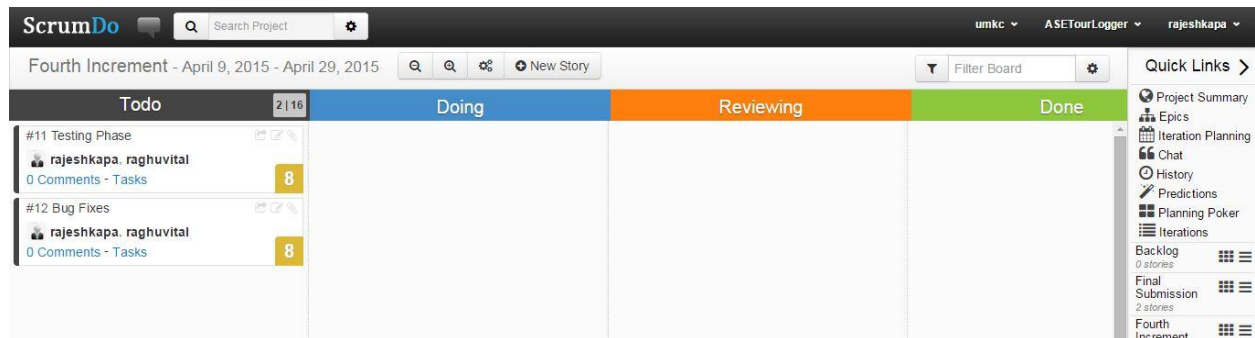 ScrumDo Search Project umkc ASETourLogger rajeshkapa
Fourth Increment - April 9, 2015 - April 29, 2015 New Story Filter Board
Todo 2|16 Doing Reviewing Done
#11 Testing Phase
rajeshkapa, raghuvital
0 Comments - Tasks 8
#12 Bug Fixes
rajeshkapa, raghuvital
0 Comments - Tasks 8
Quick Links
Project Summary
Epics
Iteration Planning
Chat
History
Predictions
Planning Poker
Iterations
Backlog
0 stories
Final
Submission
2 stories
Fourth
Increment